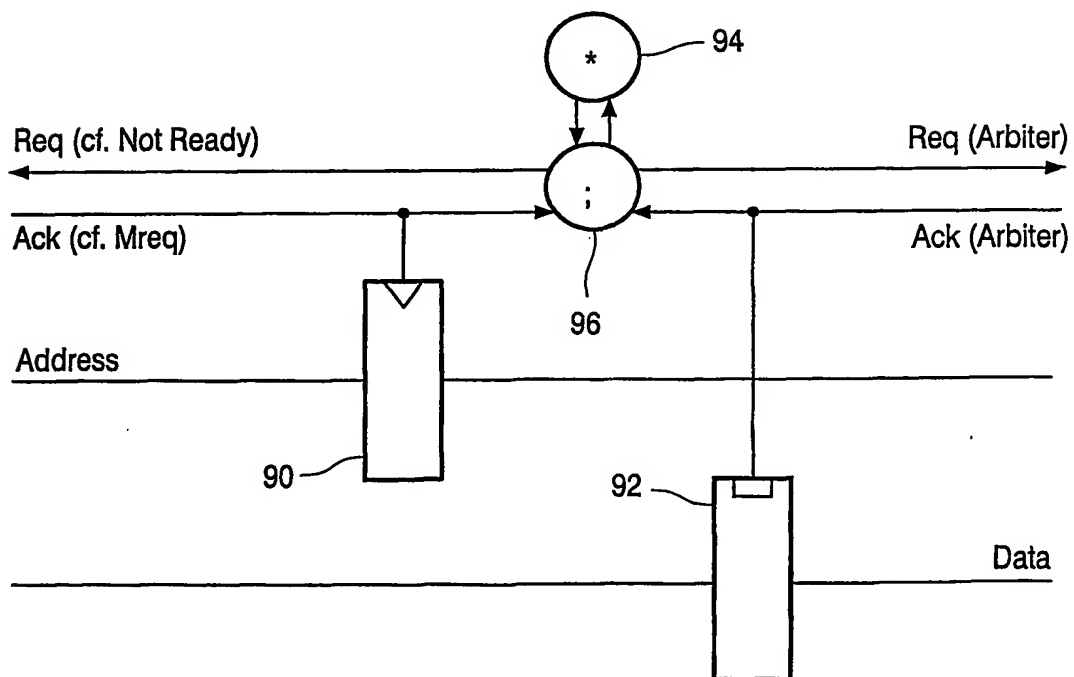 94
*
Req (cf. Not Ready)
Req (Arbiter)
;
Ack (cf. Mreq)
Ack (Arbiter)
96
Address
90
92
Data